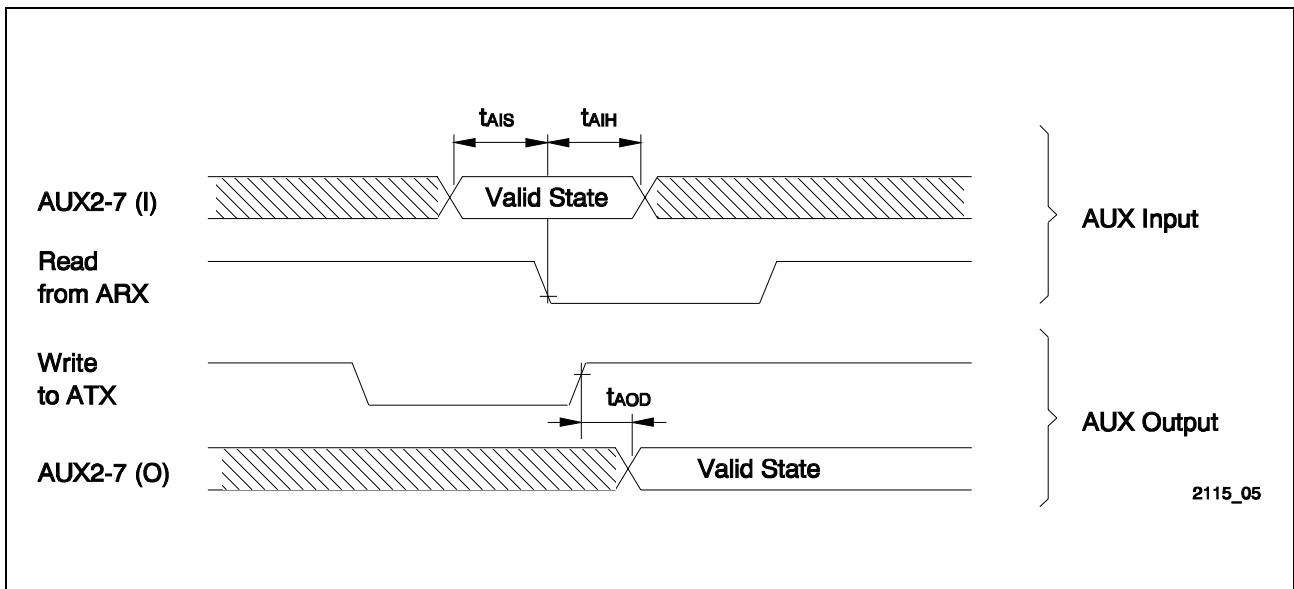 tAIS
tAIH
AUX2-7 (I)
Valid State
AUX Input
Read
from ARX
Write
to ATX
tAOD
AUX Output
AUX2-7 (O)
Valid State
2115_05